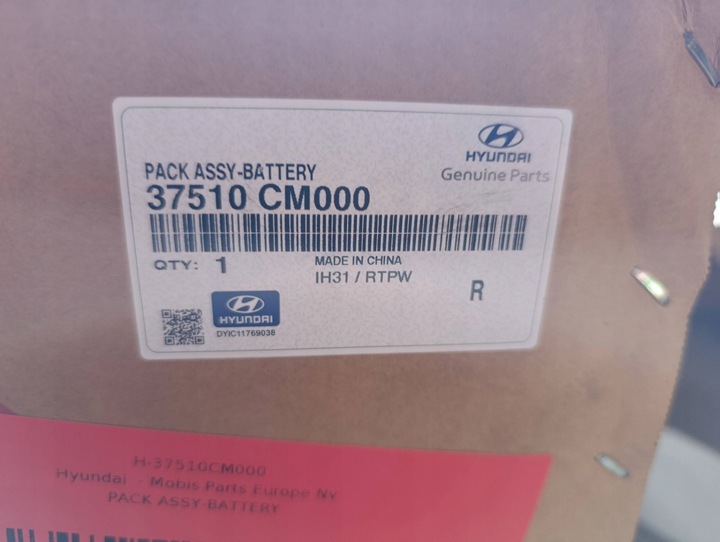 HYUNDAI
Genuine Parts
PACK ASSY-BATTERY
37510 CM000
QTY: 1
MADE IN CHINA
IH31 / RTPW
R
HYUNDAI
DYIC11769038
H-37510CM000
Hyundai - Mobis Parts Europe NV
PACK ASSY-BATTERY